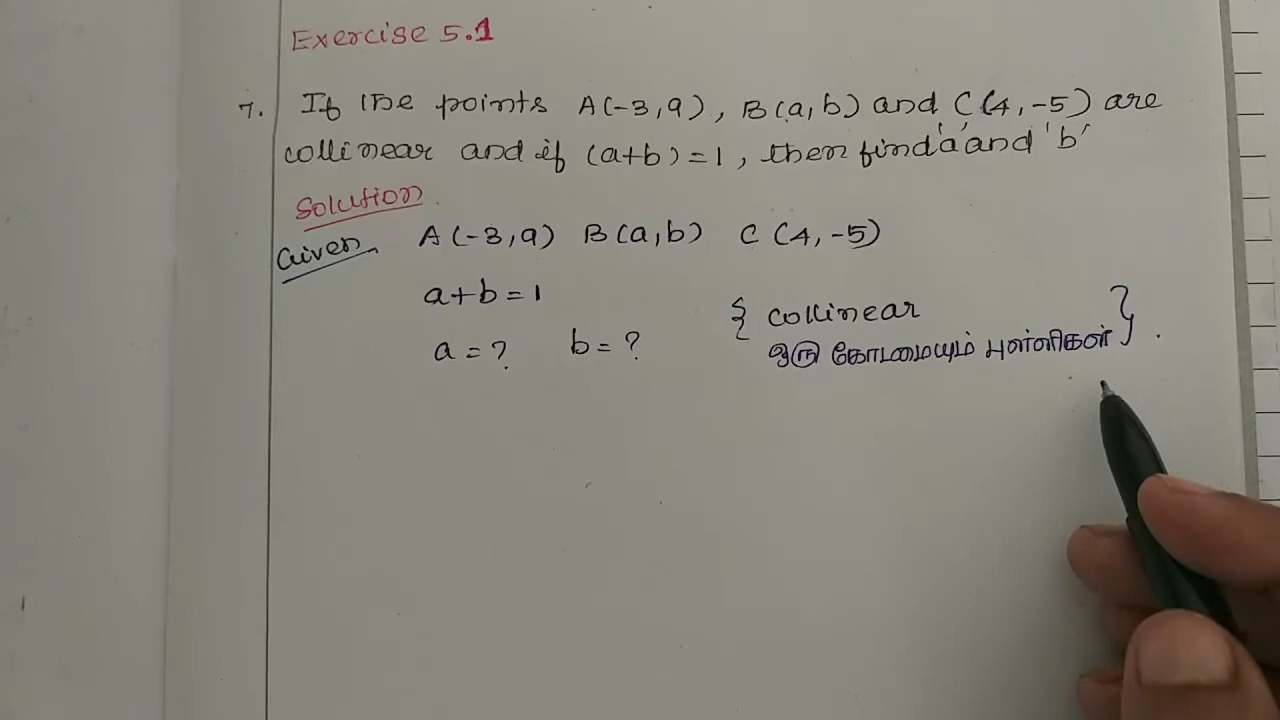 Exercise 5.1
7. If the points A(-3,9), B(a,b) and C(4,-5) are
collinear and if (a+b)=1, then find 'a' and 'b'
Solution
Given A(-3,9) B(a,b) C(4,-5)
a+b=1
{ collinear
a=? b=?
ஒரு கோடமையும் புள்ளிகள் }.